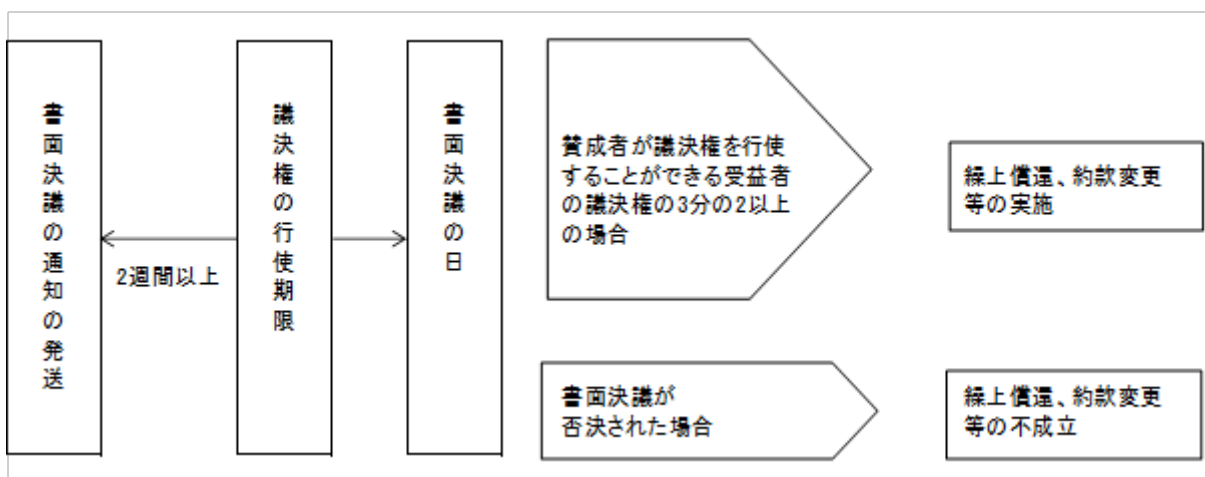 書面決議の通知の発送
2週間以上
議決権の行使期限
書面決議の日
賛成者が議決権を行使
することができる受益者
の議決権の3分の2以上
の場合
繰上償還、約款変更
等の実施
書面決議が
否決された場合
繰上償還、約款変更
等の不成立